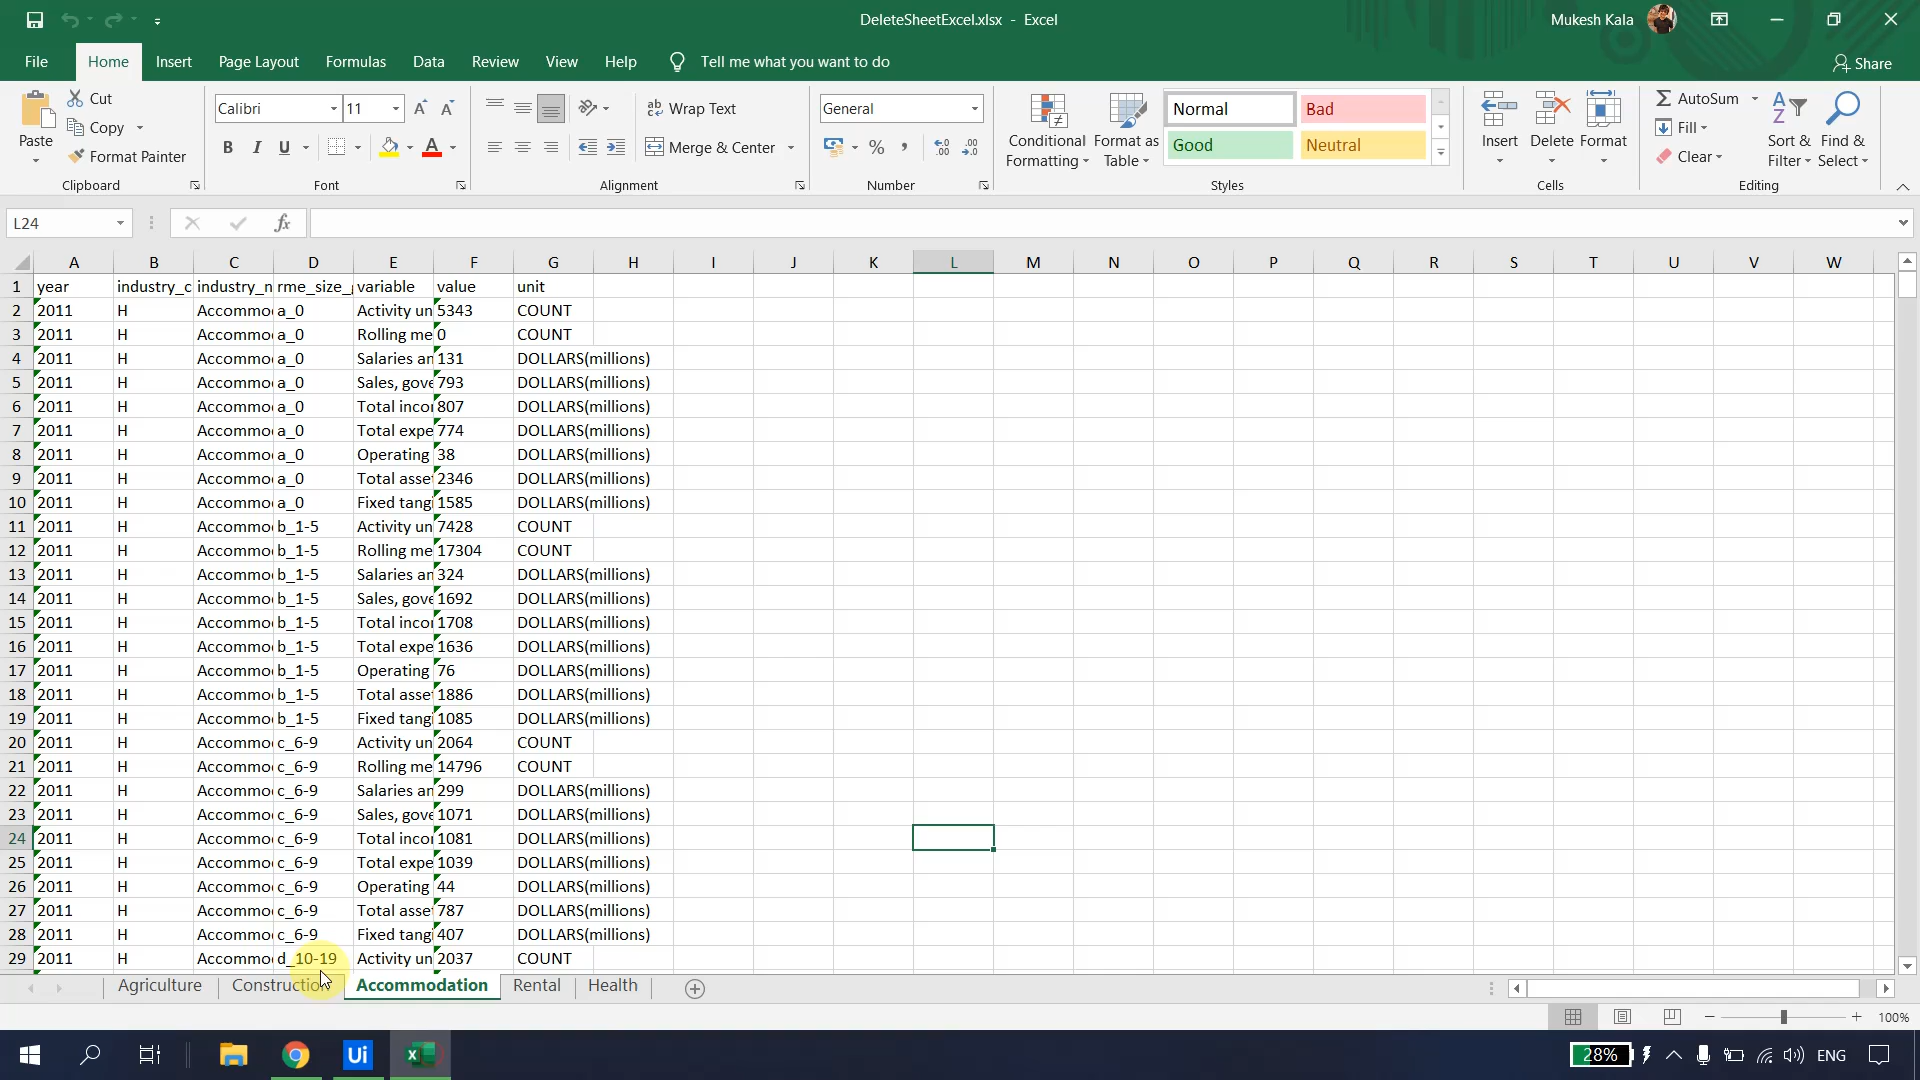 DeleteSheetExcel.xlsx - Excel
Mukesh Kala
File Home Insert Page Layout Formulas Data Review View Help Tell me what you want to do Share
Paste
Cut
Copy
Format Painter
Clipboard
Calibri 11
B I U
Font
Wrap Text
Merge & Center
Alignment
General
% ,
Number
Conditional Formatting
Format as Table
Normal Bad
Good Neutral
Styles
Insert Delete Format
Cells
AutoSum
Fill
Clear
Sort & Filter
Find & Select
Editing
L24 fx
A B C D E F G H I J K L M N O P Q R S T U V W
1 year industry_c industry_n rme_size_g variable value unit
2 2011 H Accommo a_0 Activity un 5343 COUNT
3 2011 H Accommo a_0 Rolling me 0 COUNT
4 2011 H Accommo a_0 Salaries an 131 DOLLARS(millions)
5 2011 H Accommo a_0 Sales, gove 793 DOLLARS(millions)
6 2011 H Accommo a_0 Total incor 807 DOLLARS(millions)
7 2011 H Accommo a_0 Total expe 774 DOLLARS(millions)
8 2011 H Accommo a_0 Operating 38 DOLLARS(millions)
9 2011 H Accommo a_0 Total asset 2346 DOLLARS(millions)
10 2011 H Accommo a_0 Fixed tangi 1585 DOLLARS(millions)
11 2011 H Accommo b_1-5 Activity un 7428 COUNT
12 2011 H Accommo b_1-5 Rolling me 17304 COUNT
13 2011 H Accommo b_1-5 Salaries an 324 DOLLARS(millions)
14 2011 H Accommo b_1-5 Sales, gove 1692 DOLLARS(millions)
15 2011 H Accommo b_1-5 Total incor 1708 DOLLARS(millions)
16 2011 H Accommo b_1-5 Total expe 1636 DOLLARS(millions)
17 2011 H Accommo b_1-5 Operating 76 DOLLARS(millions)
18 2011 H Accommo b_1-5 Total asset 1886 DOLLARS(millions)
19 2011 H Accommo b_1-5 Fixed tangi 1085 DOLLARS(millions)
20 2011 H Accommo c_6-9 Activity un 2064 COUNT
21 2011 H Accommo c_6-9 Rolling me 14796 COUNT
22 2011 H Accommo c_6-9 Salaries an 299 DOLLARS(millions)
23 2011 H Accommo c_6-9 Sales, gove 1071 DOLLARS(millions)
24 2011 H Accommo c_6-9 Total incor 1081 DOLLARS(millions)
25 2011 H Accommo c_6-9 Total expe 1039 DOLLARS(millions)
26 2011 H Accommo c_6-9 Operating 44 DOLLARS(millions)
27 2011 H Accommo c_6-9 Total asset 787 DOLLARS(millions)
28 2011 H Accommo c_6-9 Fixed tangi 407 DOLLARS(millions)
29 2011 H Accommo d_10-19 Activity un 2037 COUNT
Agriculture Construction Accommodation Rental Health
100%
Ui 28% ENG